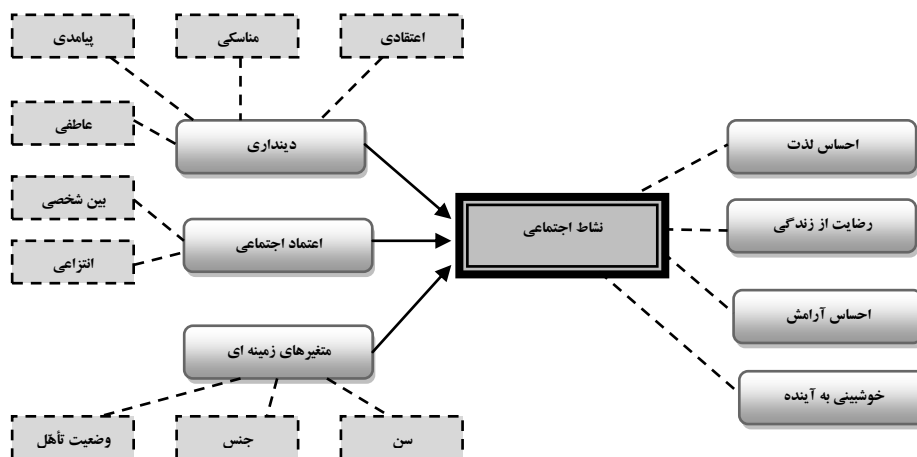 اعتقادی
مناسکی
پیامدی
عاطفی
دینداری
احساس لذت
بین شخصی
رضایت از زندگی
نشاط اجتماعی
اعتماد اجتماعی
انتزاعی
احساس آرامش
متغیرهای زمینه ای
خوشبینی به آینده
سن
جنس
وضعیت تأهّل